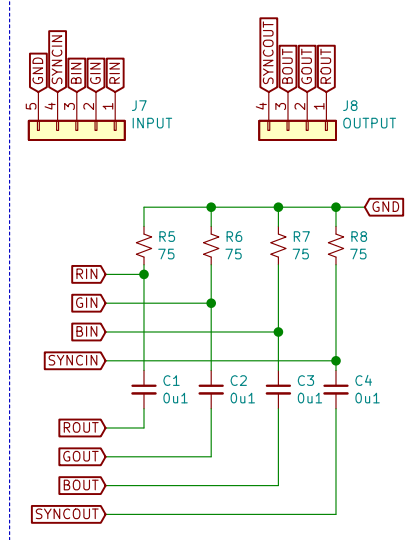 GND
SYNCIN
BIN
GIN
RIN
5
4
3
2
1
J7
INPUT
SYNCOUT
BOUT
GOUT
ROUT
4
3
2
1
J8
OUTPUT
GND
R5
75
R6
75
R7
75
R8
75
RIN
GIN
BIN
SYNCIN
C1
0u1
C2
0u1
C3
0u1
C4
0u1
ROUT
GOUT
BOUT
SYNCOUT